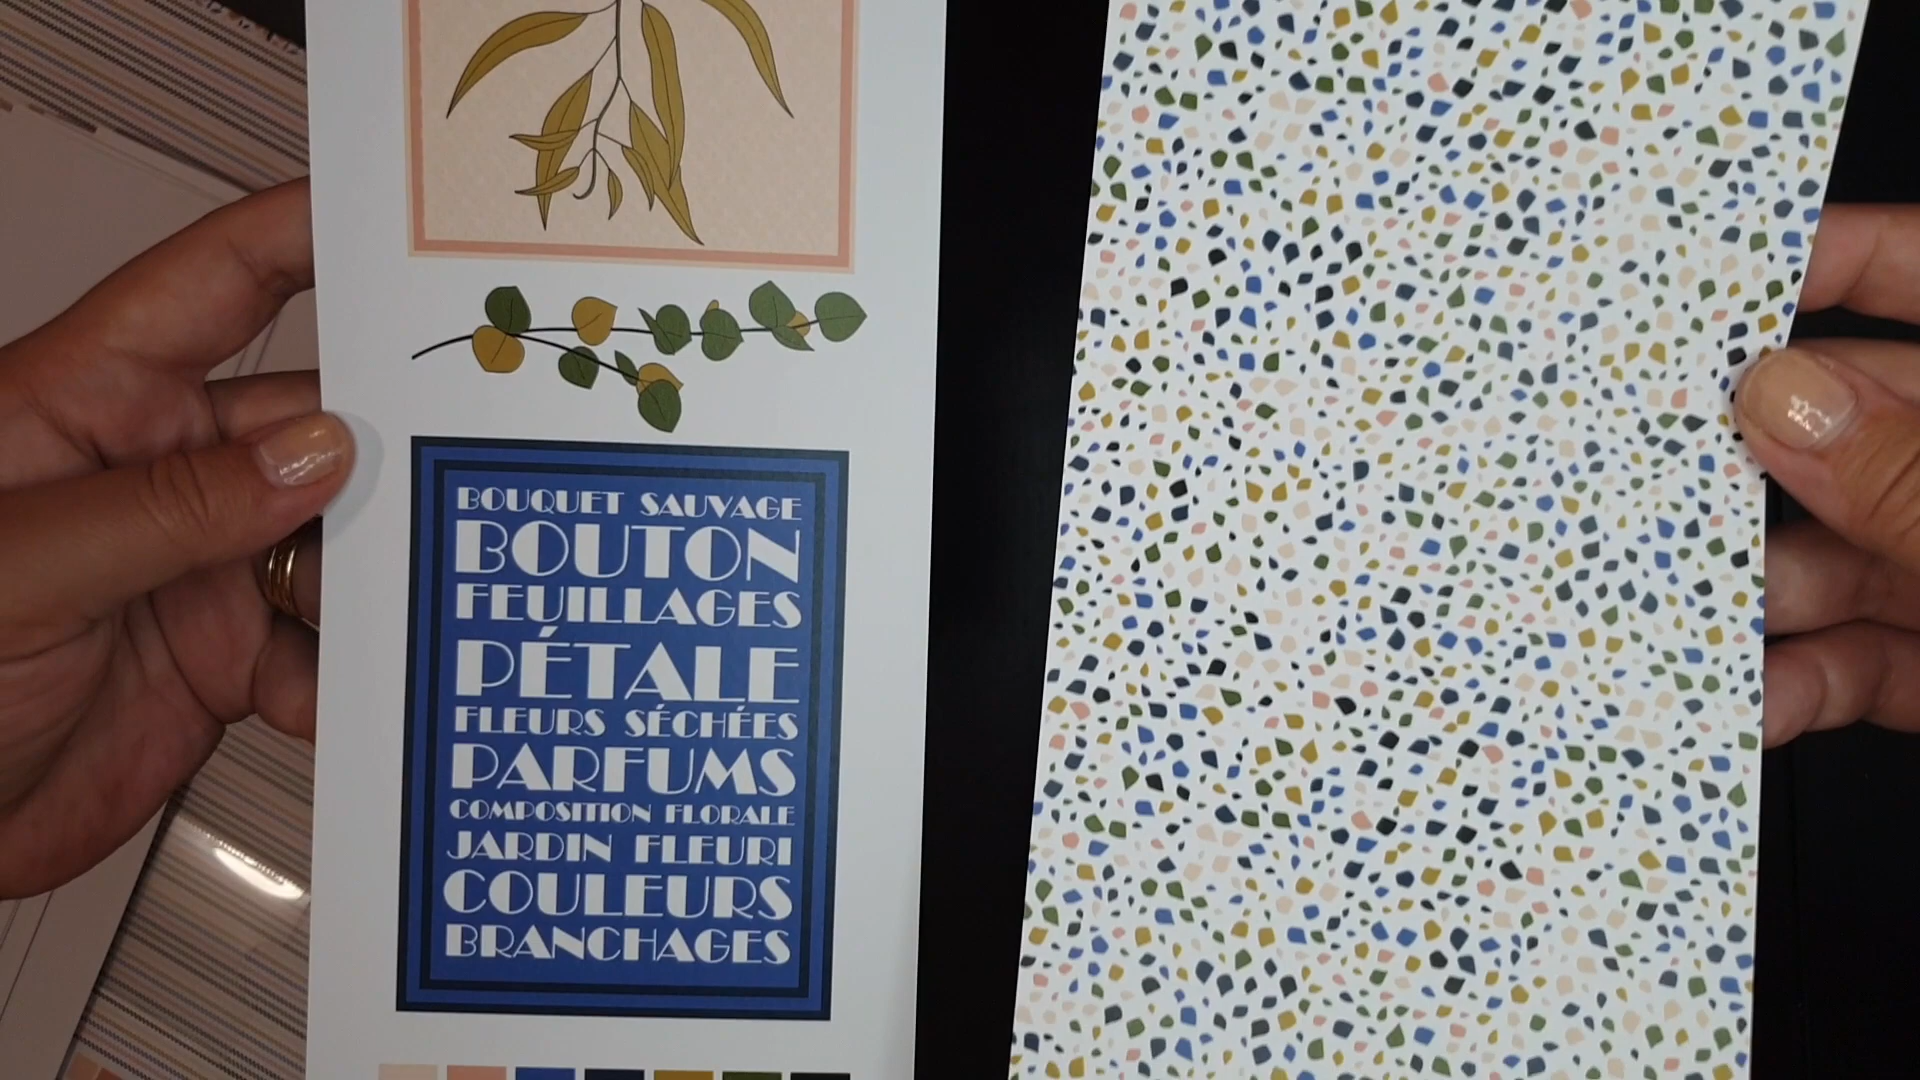 BOUQUET SAUVAGE
BOUTON
FEUILLAGES
PÉTALE
FLEURS SÉCHÉES
PARFUMS
COMPOSITION FLORALE
JARDIN FLEURI
COULEURS
BRANCHAGES